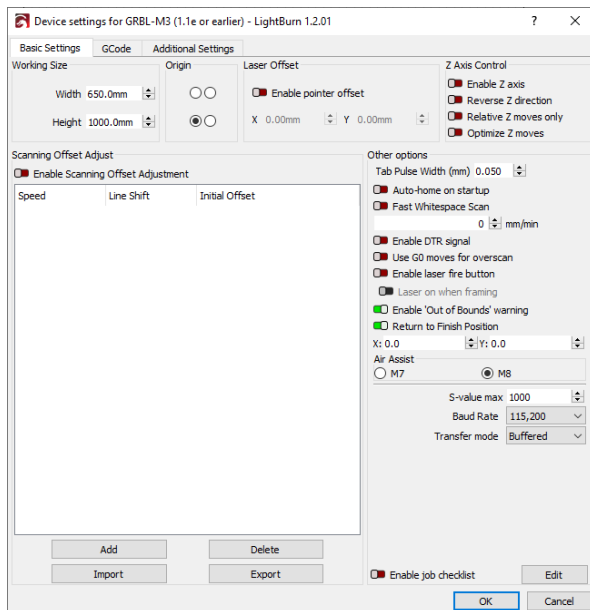 Device settings for GRBL-M3 (1.1e or earlier) - LightBurn 1.2.01
Basic Settings GCode Additional Settings
Working Size
Width 650.0mm
Height 1000.0mm
Origin
Laser Offset
Enable pointer offset
X 0.00mm Y 0.00mm
Z Axis Control
Enable Z axis
Reverse Z direction
Relative Z moves only
Optimize Z moves
Scanning Offset Adjust
Enable Scanning Offset Adjustment
Speed Line Shift Initial Offset
Add Delete
Import Export
Other options
Tab Pulse Width (mm) 0.050
Auto-home on startup
Fast Whitespace Scan
0 mm/min
Enable DTR signal
Use G0 moves for overscan
Enable laser fire button
Laser on when framing
Enable 'Out of Bounds' warning
Return to Finish Position
X: 0.0 Y: 0.0
Air Assist
M7 M8
S-value max 1000
Baud Rate 115,200
Transfer mode Buffered
Enable job checklist Edit
OK Cancel